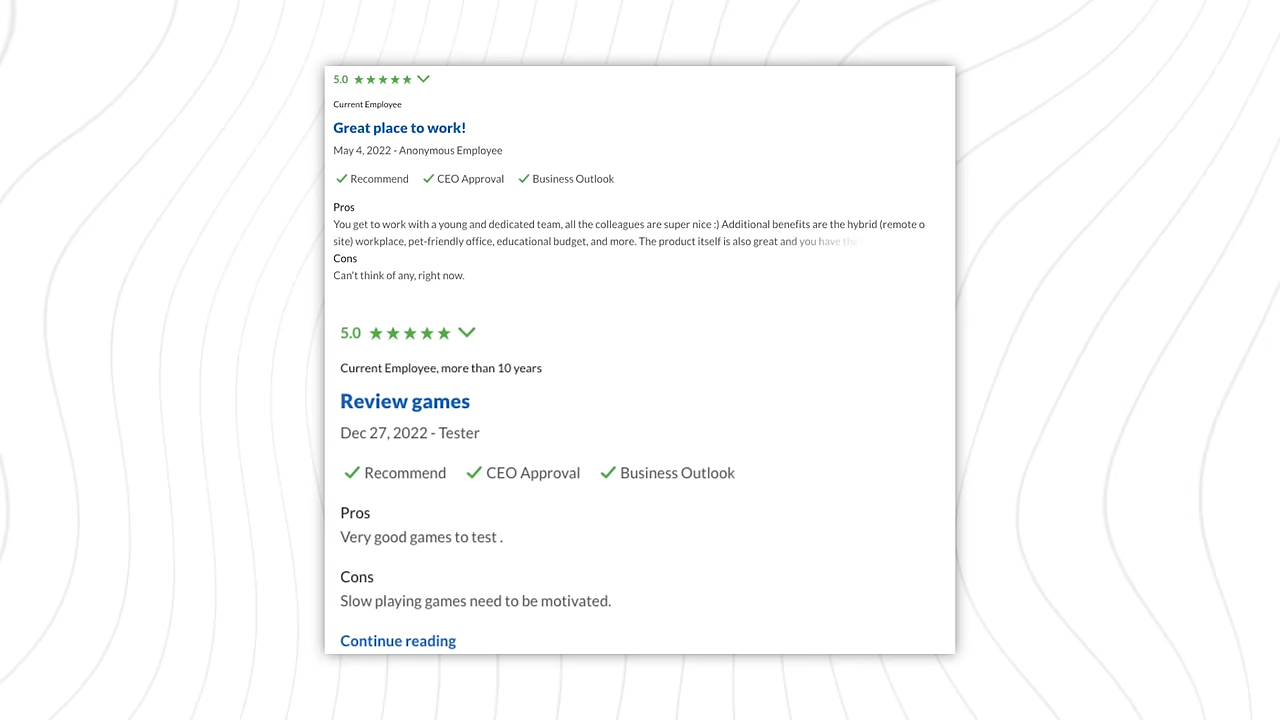 5.0
Current Employee
Great place to work!
May 4, 2022 - Anonymous Employee
Recommend CEO Approval Business Outlook
Pros
You get to work with a young and dedicated team, all the colleagues are super nice :) Additional benefits are the hybrid (remote o
site) workplace, pet-friendly office, educational budget, and more. The product itself is also great and you have
Cons
Can't think of any, right now.
5.0
Current Employee, more than 10 years
Review games
Dec 27, 2022 - Tester
Recommend CEO Approval Business Outlook
Pros
Very good games to test .
Cons
Slow playing games need to be motivated.
Continue reading